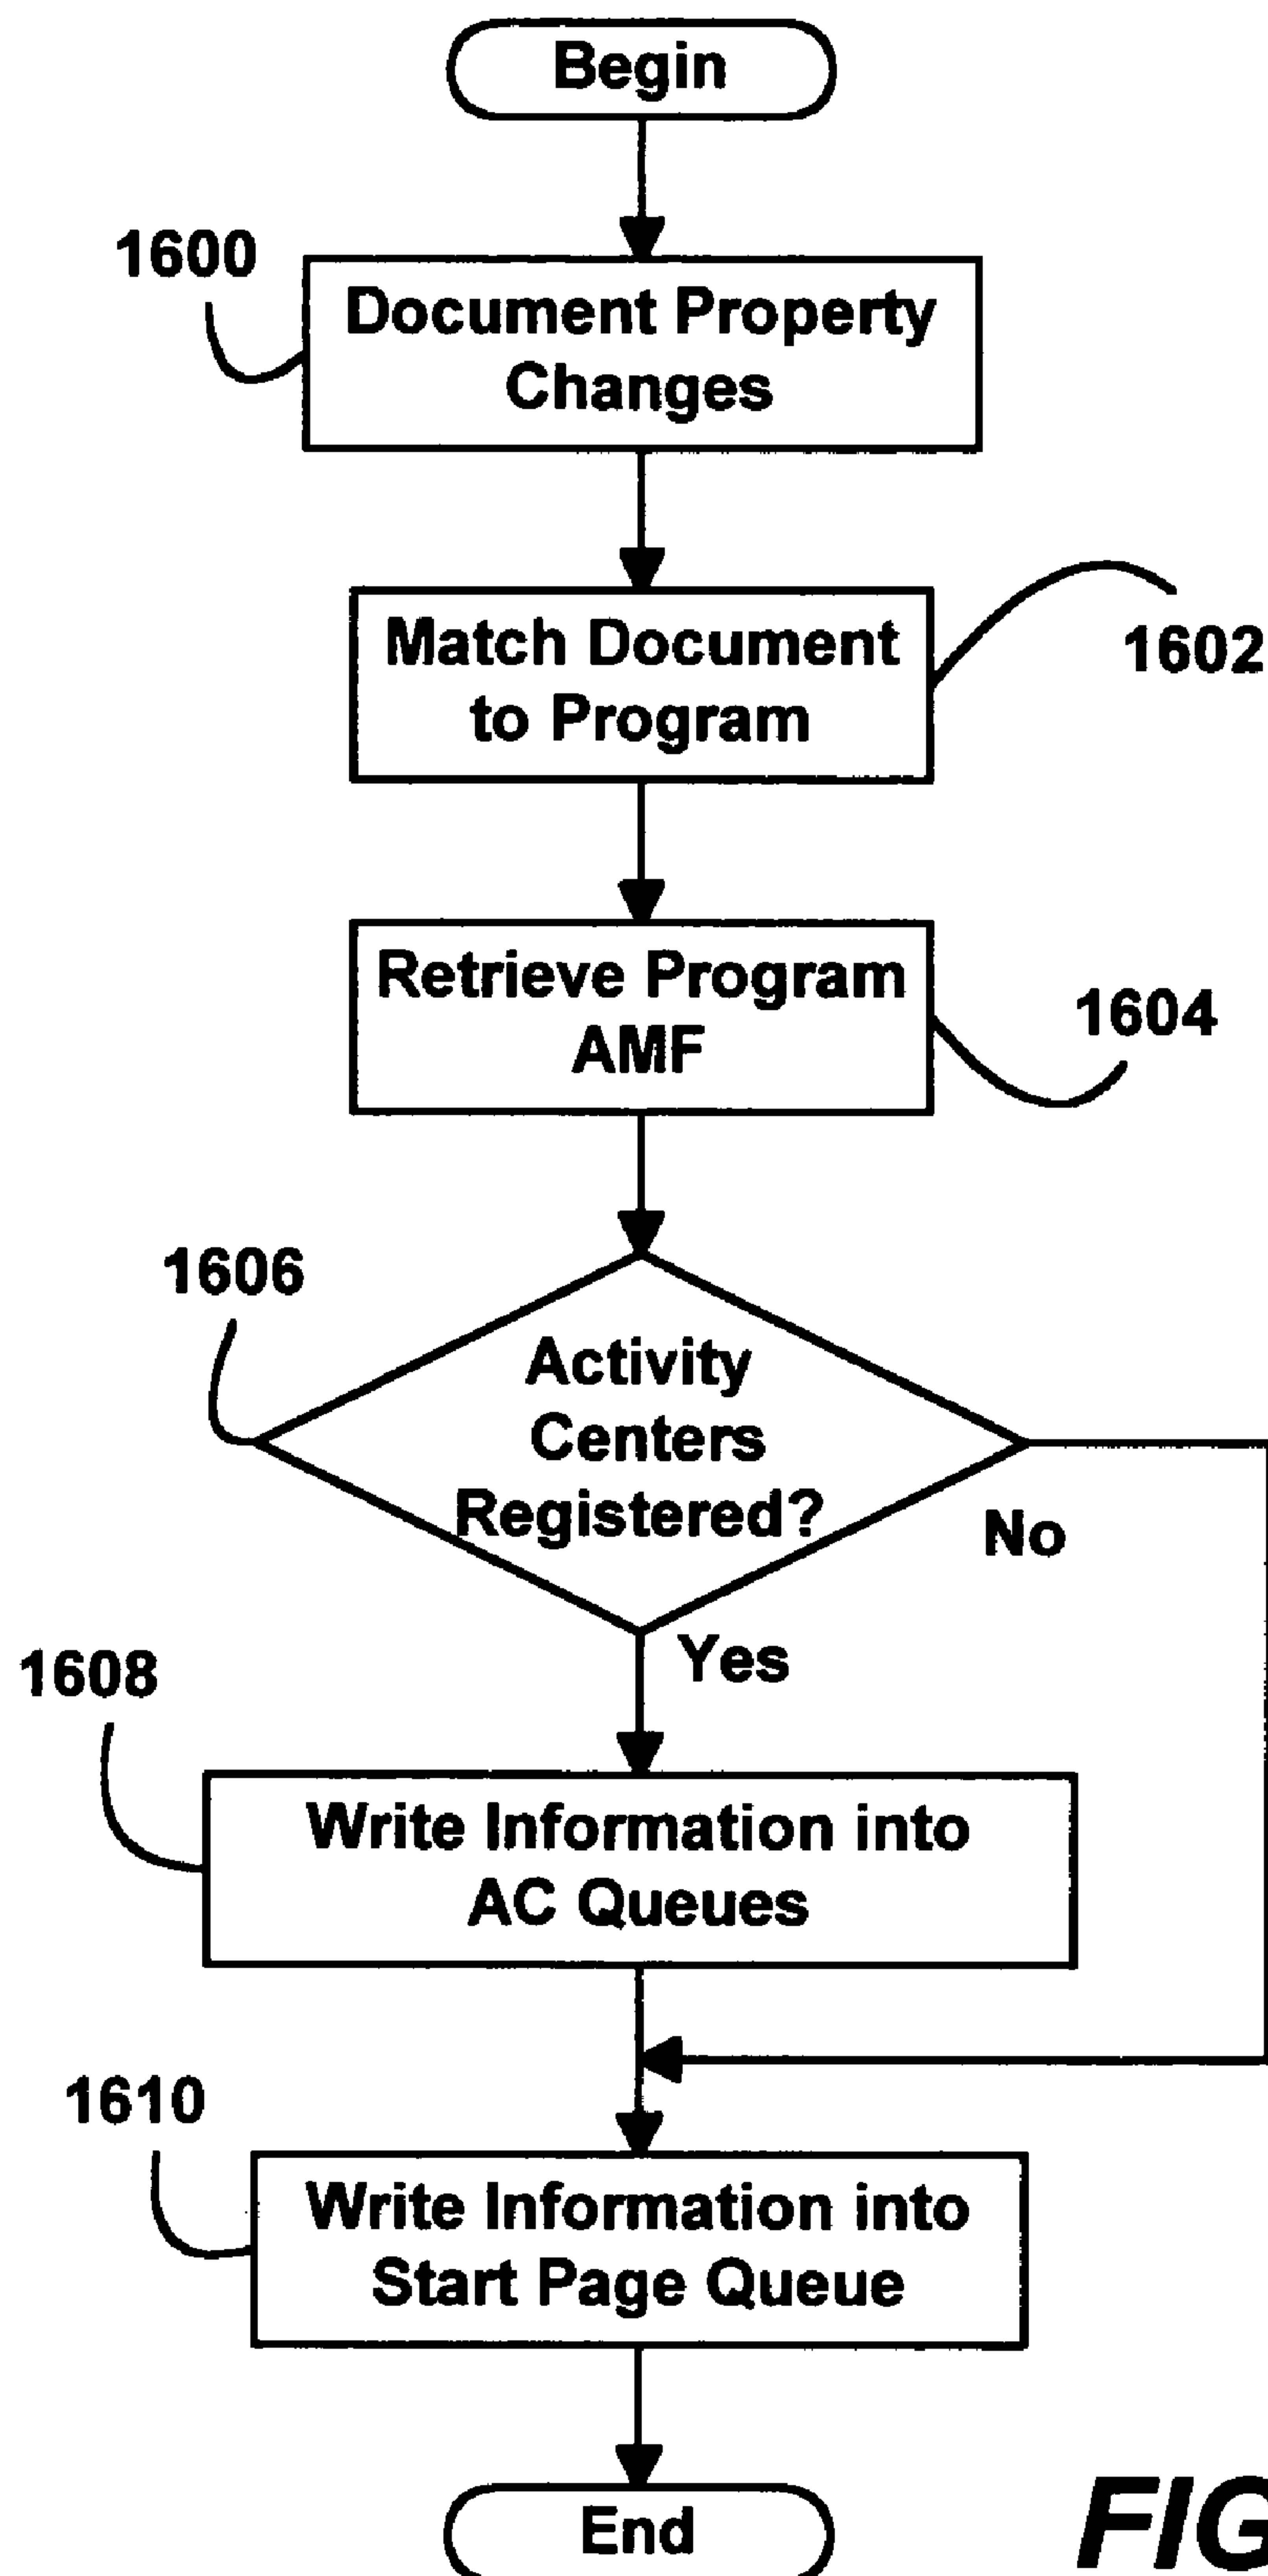 Begin
1600
Document Property
Changes
Match Document
to Program
1602
Retrieve Program
AMF
1604
1606
Activity
Centers
Registered?
No
Yes
1608
Write Information into
AC Queues
1610
Write Information into
Start Page Queue
End
FIG